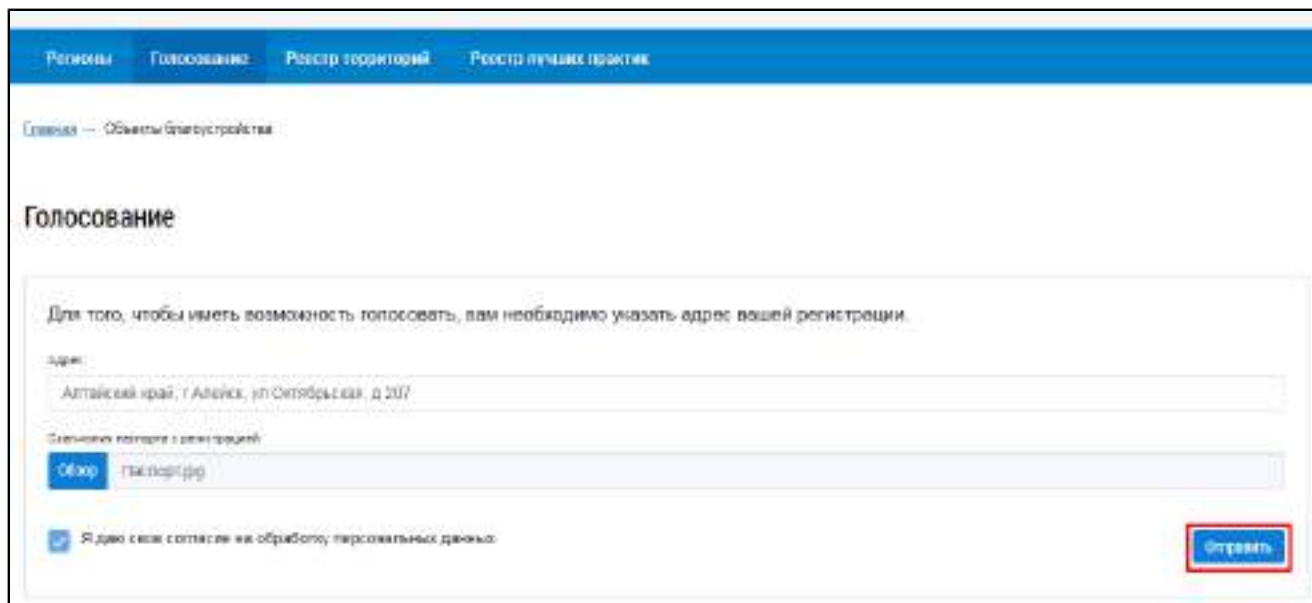 Регионы Голосование Реестр территорий Реестр лучших практик
Главная — Объекты благоустройства
Голосование
Для того, чтобы иметь возможность голосовать, вам необходимо указать адрес вашей регистрации.
Адрес
Алтайский край, г Алейск, ул Октябрьская, д 207
паспорта с регистрацией
Обзор Паспорт.jpg
Я даю свое согласие на обработку персональных данных
Отправить